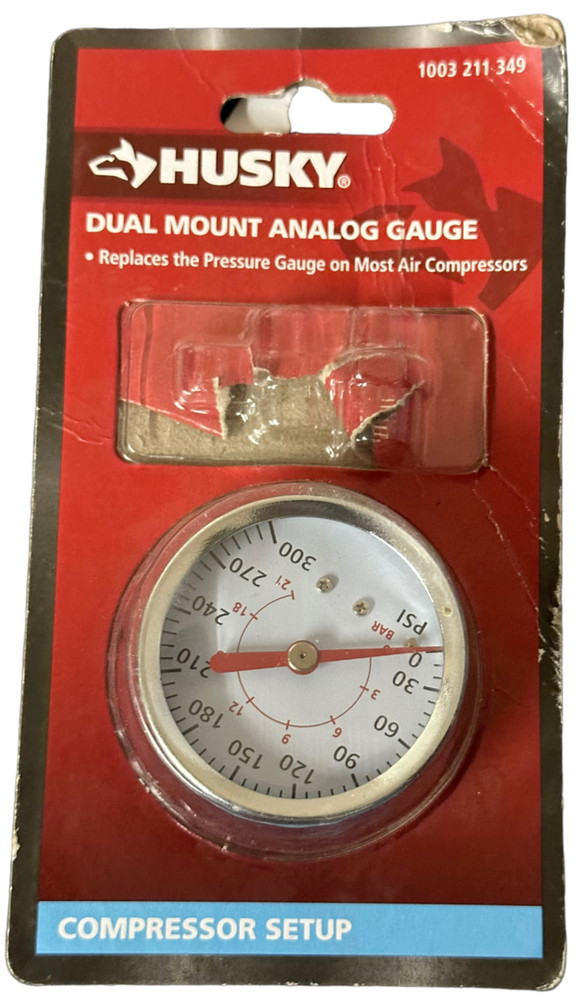 1003 211 349
HUSKY®
DUAL MOUNT ANALOG GAUGE
• Replaces the Pressure Gauge on Most Air Compressors
PSI
BAR
0
30
60
90
120
150
180
210
240
270
300
3
6
9
12
18
21
COMPRESSOR SETUP